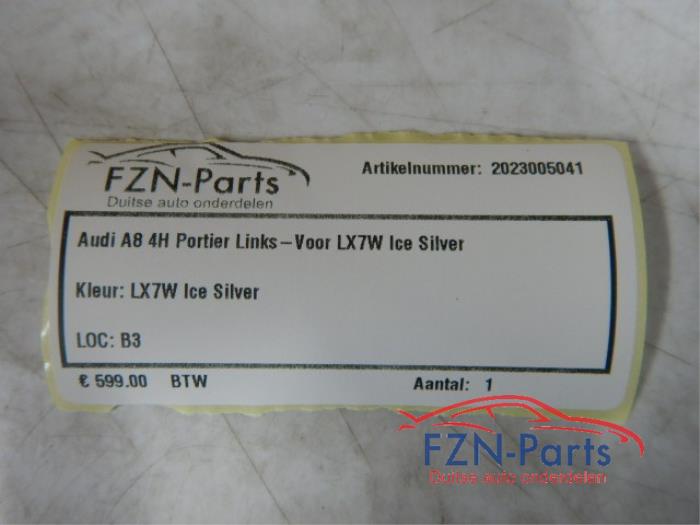 FZN-Parts
Duitse auto onderdelen
Artikelnummer: 2023005041
Audi A8 4H Portier Links-Voor LX7W Ice Silver
Kleur: LX7W Ice Silver
LOC: B3
€ 599.00 BTW
Aantal: 1
FZN-Parts
Duitse auto onderdelen